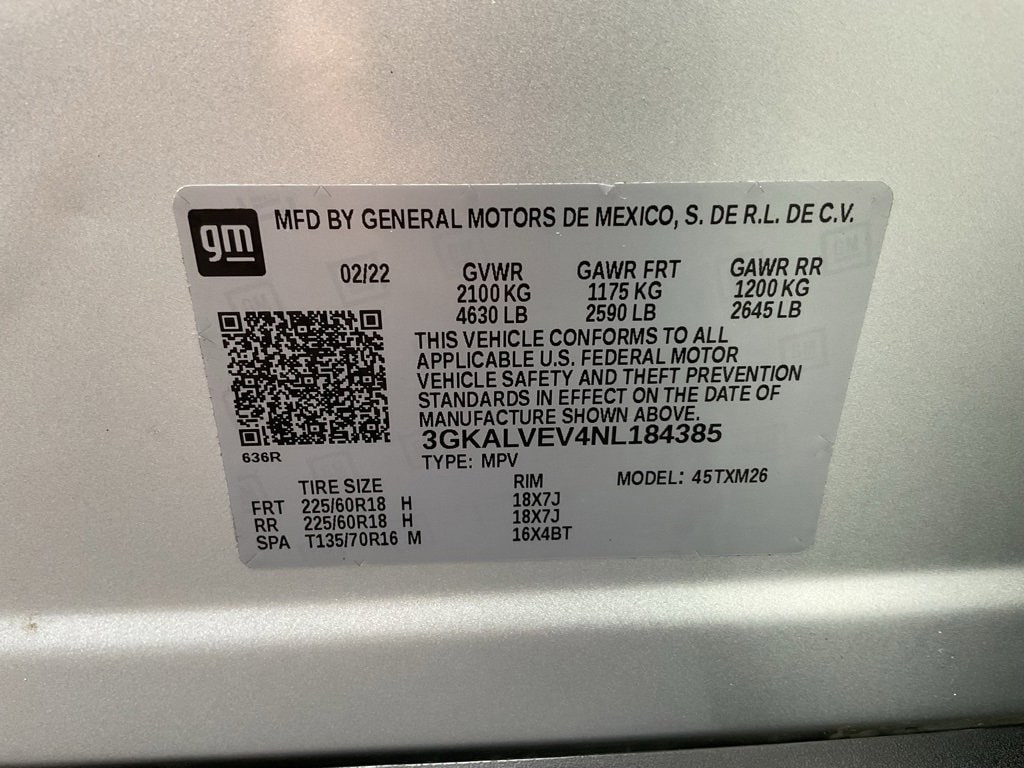 gm
MFD BY GENERAL MOTORS DE MEXICO, S. DE R.L. DE C.V.
02/22 GVWR GAWR FRT GAWR RR
2100 KG 1175 KG 1200 KG
4630 LB 2590 LB 2645 LB
THIS VEHICLE CONFORMS TO ALL
APPLICABLE U.S. FEDERAL MOTOR
VEHICLE SAFETY AND THEFT PREVENTION
STANDARDS IN EFFECT ON THE DATE OF
MANUFACTURE SHOWN ABOVE.
3GKALVEV4NL184385
636R
TYPE: MPV
TIRE SIZE RIM MODEL: 45TXM26
FRT 225/60R18 H 18X7J
RR 225/60R18 H 18X7J
SPA T135/70R16 M 16X4BT